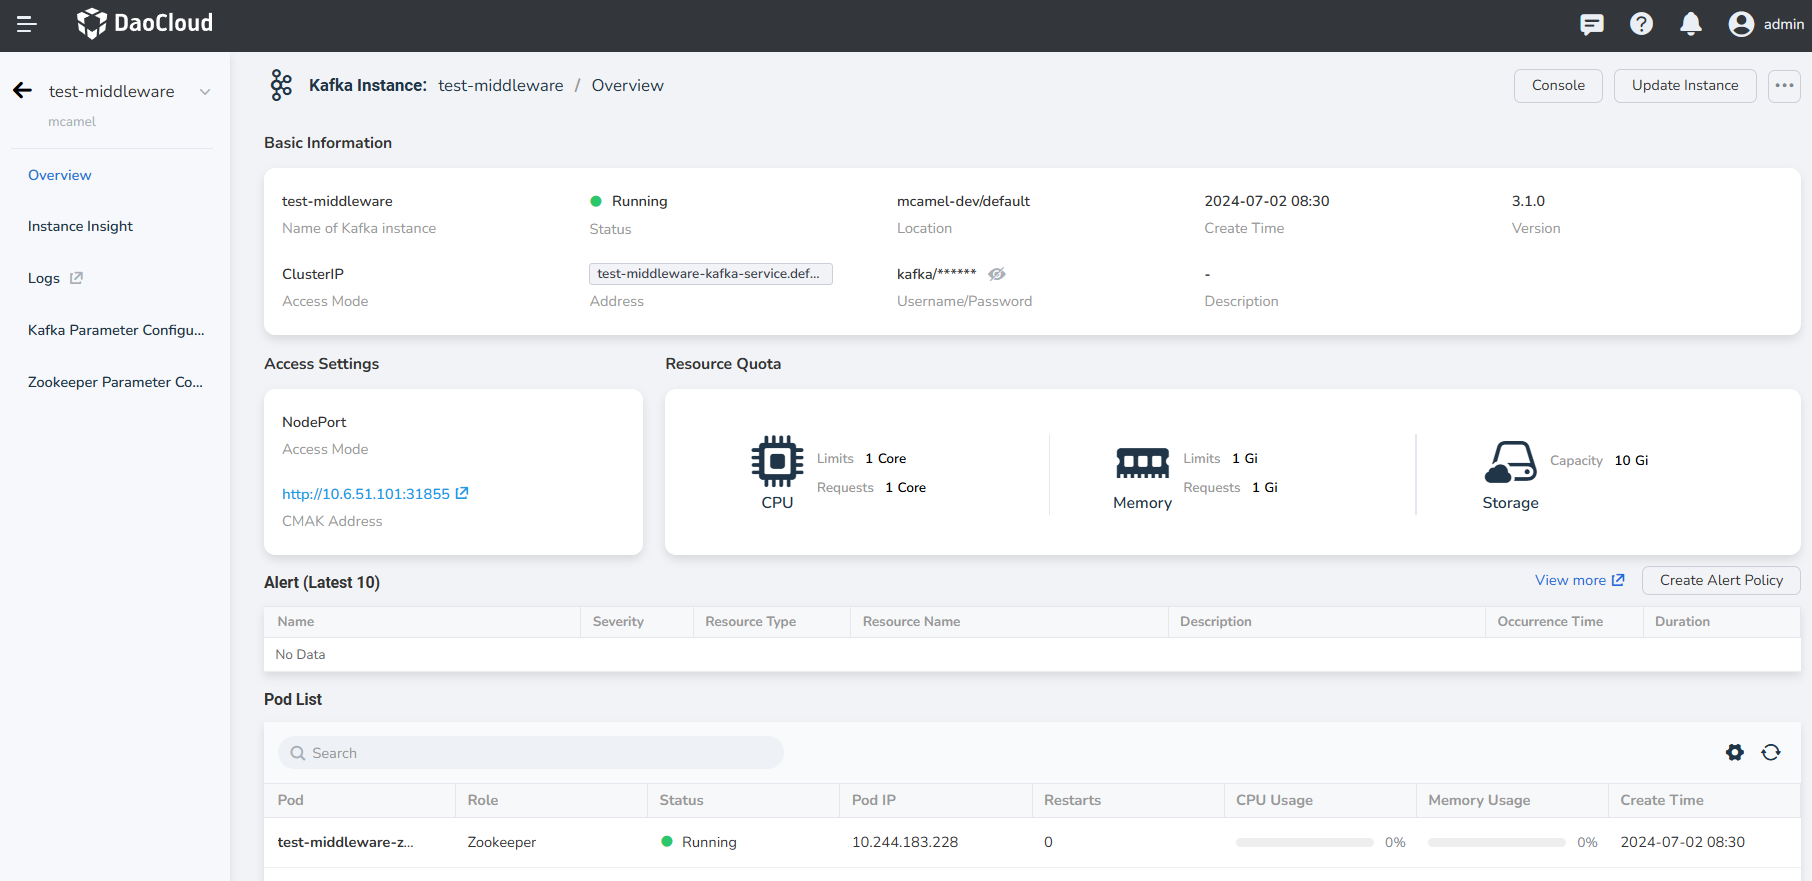 DaoCloud
admin
test-middleware
mcamel
Overview
Instance Insight
Logs
Kafka Parameter Configu...
Zookeeper Parameter Co...
Kafka Instance: test-middleware / Overview
Console
Update Instance
Basic Information
test-middleware
Name of Kafka instance
Running
Status
mcamel-dev/default
Location
2024-07-02 08:30
Create Time
3.1.0
Version
ClusterIP
Access Mode
test-middleware-kafka-service.def...
Address
kafka/******
Username/Password
-
Description
Access Settings
NodePort
Access Mode
http://10.6.51.101:31855
CMAK Address
Resource Quota
CPU
Limits 1 Core
Requests 1 Core
Memory
Limits 1 Gi
Requests 1 Gi
Storage
Capacity 10 Gi
Alert (Latest 10)
View more
Create Alert Policy
Name Severity Resource Type Resource Name Description Occurrence Time Duration
No Data
Pod List
Search
Pod Role Status Pod IP Restarts CPU Usage Memory Usage Create Time
test-middleware-z... Zookeeper Running 10.244.183.228 0 0% 0% 2024-07-02 08:30